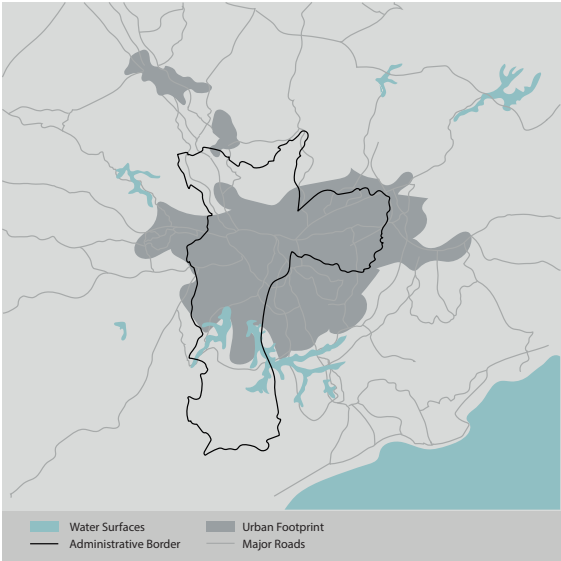 Water Surfaces
Urban Footprint
Administrative Border
Major Roads